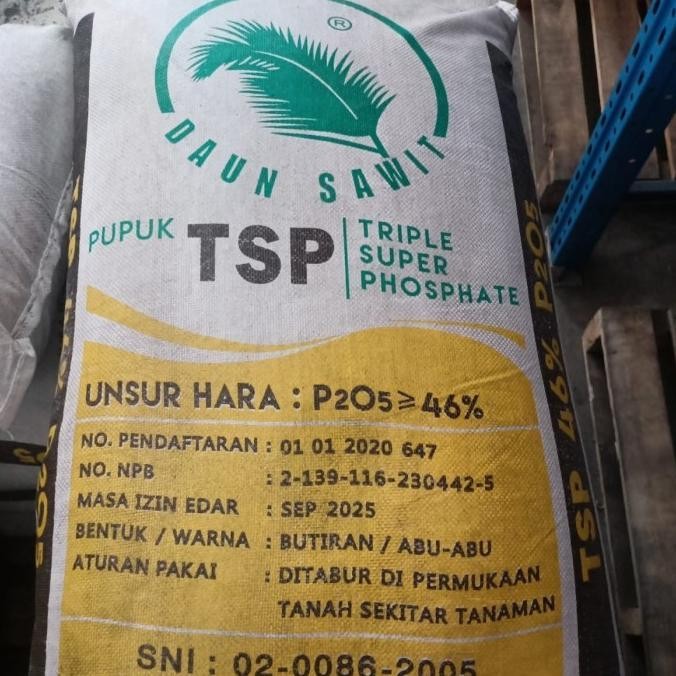 ®
DAUN SAWIT
PUPUK TSP TRIPLE
SUPER
PHOSPHATE
UNSUR HARA : P2O5 ≥ 46%
NO. PENDAFTARAN : 01 01 2020 647
NO. NPB : 2-139-116-230442-5
MASA IZIN EDAR : SEP 2025
BENTUK / WARNA : BUTIRAN / ABU-ABU
ATURAN PAKAI : DITABUR DI PERMUKAAN
TANAH SEKITAR TANAMAN
SNI : 02-0086-2005
TSP 46% P2O5